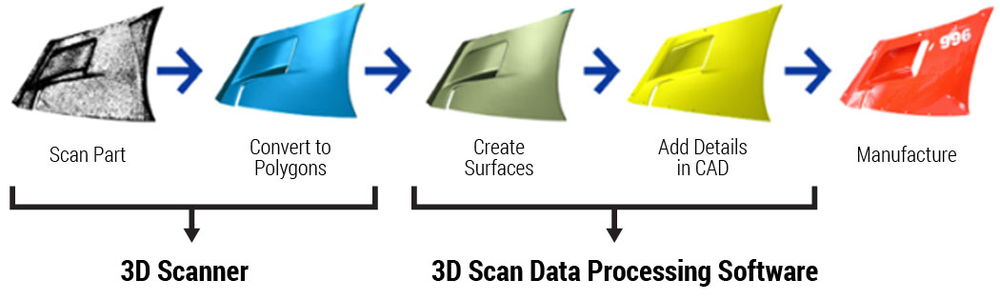 996
Scan Part
Convert to
Polygons
Create
Surfaces
Add Details
in CAD
Manufacture
3D Scanner
3D Scan Data Processing Software